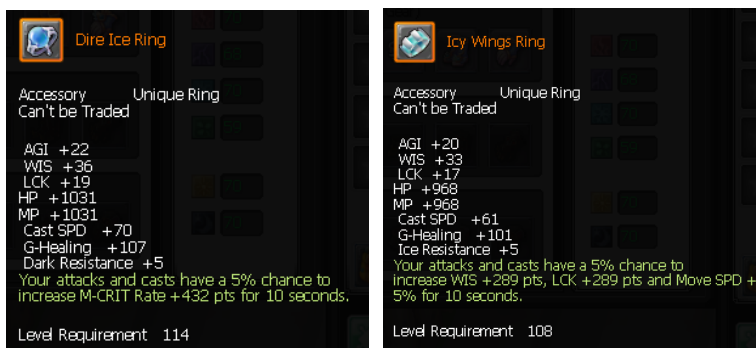 Dire Ice Ring
Accessory Unique Ring
Can't be Traded
AGI +22
WIS +36
LCK +19
HP +1031
MP +1031
Cast SPD +70
G-Healing +107
Dark Resistance +5
Your attacks and casts have a 5% chance to
increase M-CRIT Rate +432 pts for 10 seconds.
Level Requirement 114
Icy Wings Ring
Accessory Unique Ring
Can't be Traded
AGI +20
WIS +33
LCK +17
HP +968
MP +968
Cast SPD +61
G-Healing +101
Ice Resistance +5
Your attacks and casts have a 5% chance to
increase WIS +289 pts, LCK +289 pts and Move SPD +
5% for 10 seconds.
Level Requirement 108